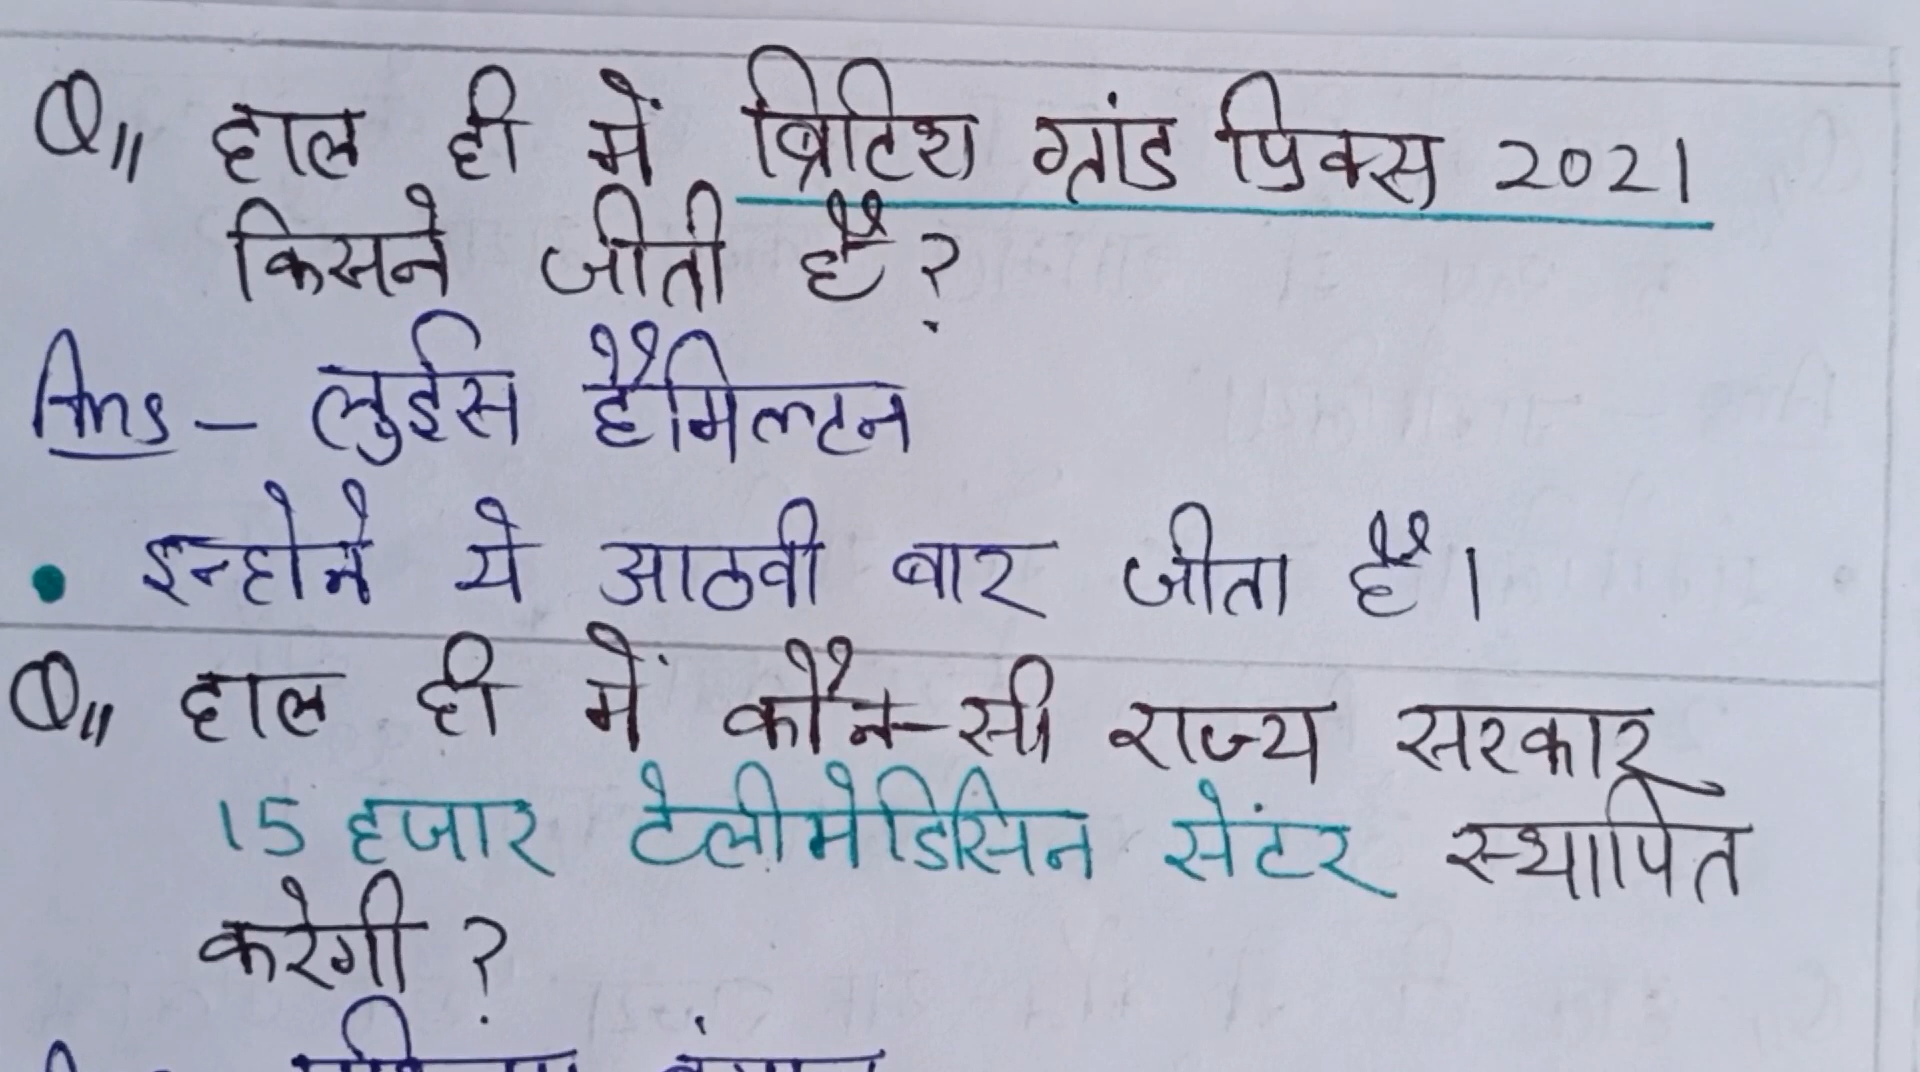 Q,, हाल ही में ब्रिटिश ग्रांड प्रिक्स 2021
किसने जीती है?
Ans - लुईस हैमिल्टन
• इन्होने ये आठवी बार जीता है।
Q,, हाल ही में कौन-सी राज्य सरकार
15 हजार टेलीमेडिसिन सेंटर स्थापित
करेगी?